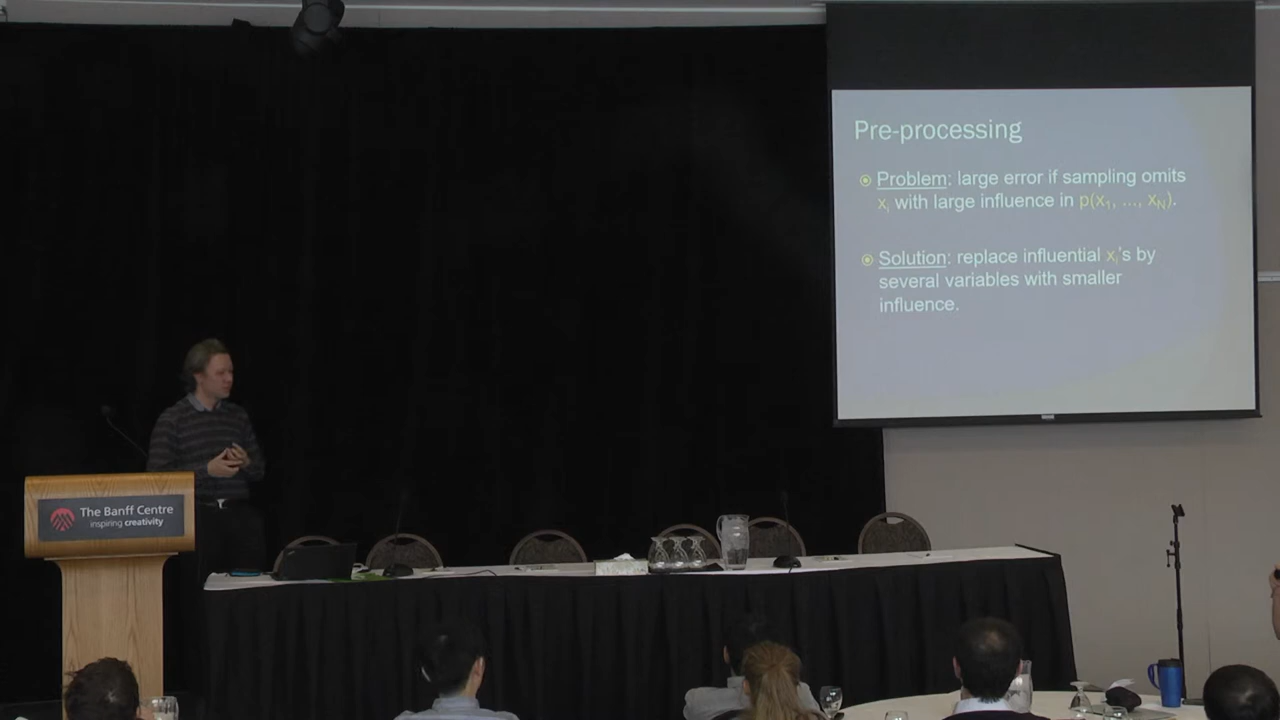 Pre-processing
Problem: large error if sampling omits
xᵢ with large influence in p(x₁, ..., x_N).
Solution: replace influential xᵢ's by
several variables with smaller
influence.
The Banff Centre
inspiring creativity